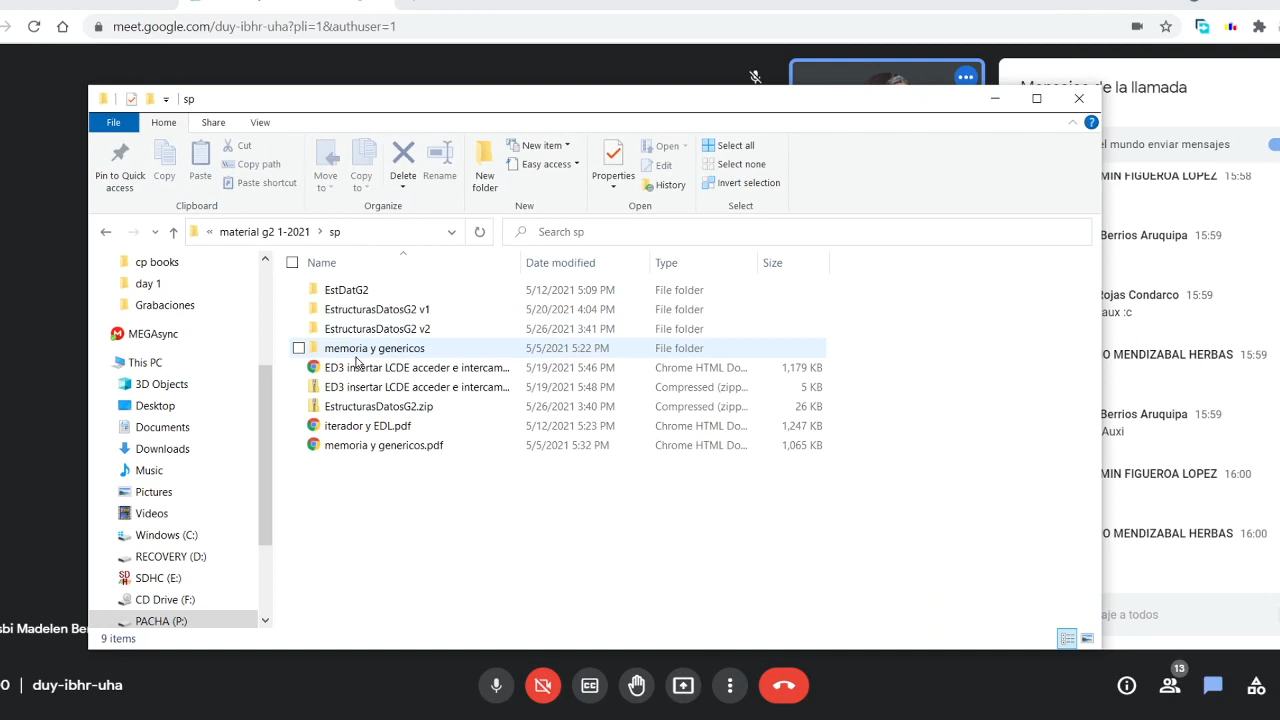 meet.google.com/duy-ibhr-uha?pli=1&authuser=1
Mensajes de la llamada
el mundo enviar mensajes
MIN FIGUEROA LOPEZ 15:58
Berrios Aruquipa 15:59
Rojas Condarco 15:59
aux :c
O MENDIZABAL HERBAS 15:59
Berrios Aruquipa 15:59
Auxi
MIN FIGUEROA LOPEZ 16:00
O MENDIZABAL HERBAS 16:00
aje a todos
sp
File Home Share View
Pin to Quick access
Copy
Paste
Cut
Copy path
Paste shortcut
Clipboard
Move to
Copy to
Delete
Rename
Organize
New folder
New item
Easy access
New
Properties
Open
Edit
History
Open
Select all
Select none
Invert selection
Select
« material g2 1-2021 > sp
Search sp
cp books
day 1
Grabaciones
MEGAsync
This PC
3D Objects
Desktop
Documents
Downloads
Music
Pictures
Videos
Windows (C:)
RECOVERY (D:)
SDHC (E:)
CD Drive (F:)
PACHA (P:)
Name Date modified Type Size
EstDatG2 5/12/2021 5:09 PM File folder
EstructurasDatosG2 v1 5/20/2021 4:04 PM File folder
EstructurasDatosG2 v2 5/26/2021 3:41 PM File folder
memoria y genericos 5/5/2021 5:22 PM File folder
ED3 insertar LCDE acceder e intercam... 5/19/2021 5:46 PM Chrome HTML Do... 1,179 KB
ED3 insertar LCDE acceder e intercam... 5/19/2021 5:48 PM Compressed (zipp... 5 KB
EstructurasDatosG2.zip 5/26/2021 3:40 PM Compressed (zipp... 26 KB
iterador y EDL.pdf 5/12/2021 5:23 PM Chrome HTML Do... 1,247 KB
memoria y genericos.pdf 5/5/2021 5:32 PM Chrome HTML Do... 1,065 KB
9 items
sbi Madelen Ber
0 | duy-ibhr-uha
13